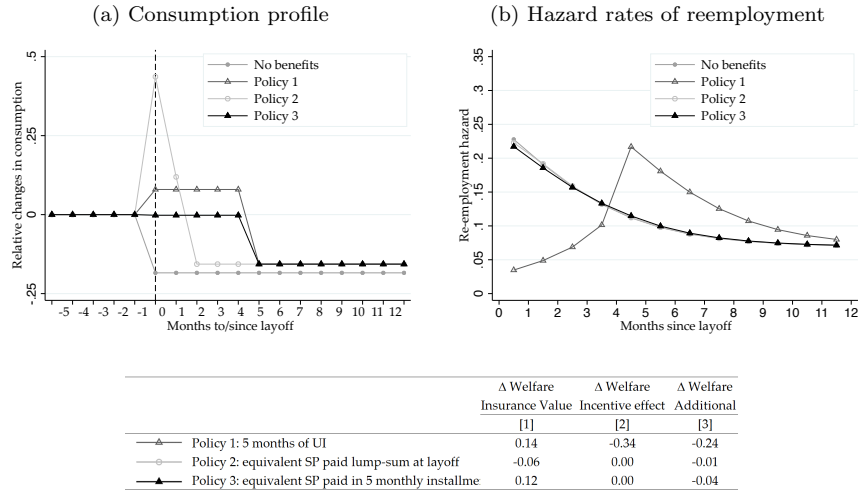 (a) Consumption profile
No benefits
Policy 1
Policy 2
Policy 3
Relative changes in consumption
.5
.25
0
-.25
-5 -4 -3 -2 -1 0 1 2 3 4 5 6 7 8 9 10 11 12
Months to/since layoff
(b) Hazard rates of reemployment
No benefits
Policy 1
Policy 2
Policy 3
Re-employment hazard
.35
.3
.25
.2
.15
.1
.05
0
0 1 2 3 4 5 6 7 8 9 10 11 12
Months since layoff
Δ Welfare Δ Welfare Δ Welfare
Insurance Value Incentive effect Additional
[1] [2] [3]
Policy 1: 5 months of UI 0.14 -0.34 -0.24
Policy 2: equivalent SP paid lump-sum at layoff -0.06 0.00 -0.01
Policy 3: equivalent SP paid in 5 monthly installme 0.12 0.00 -0.04